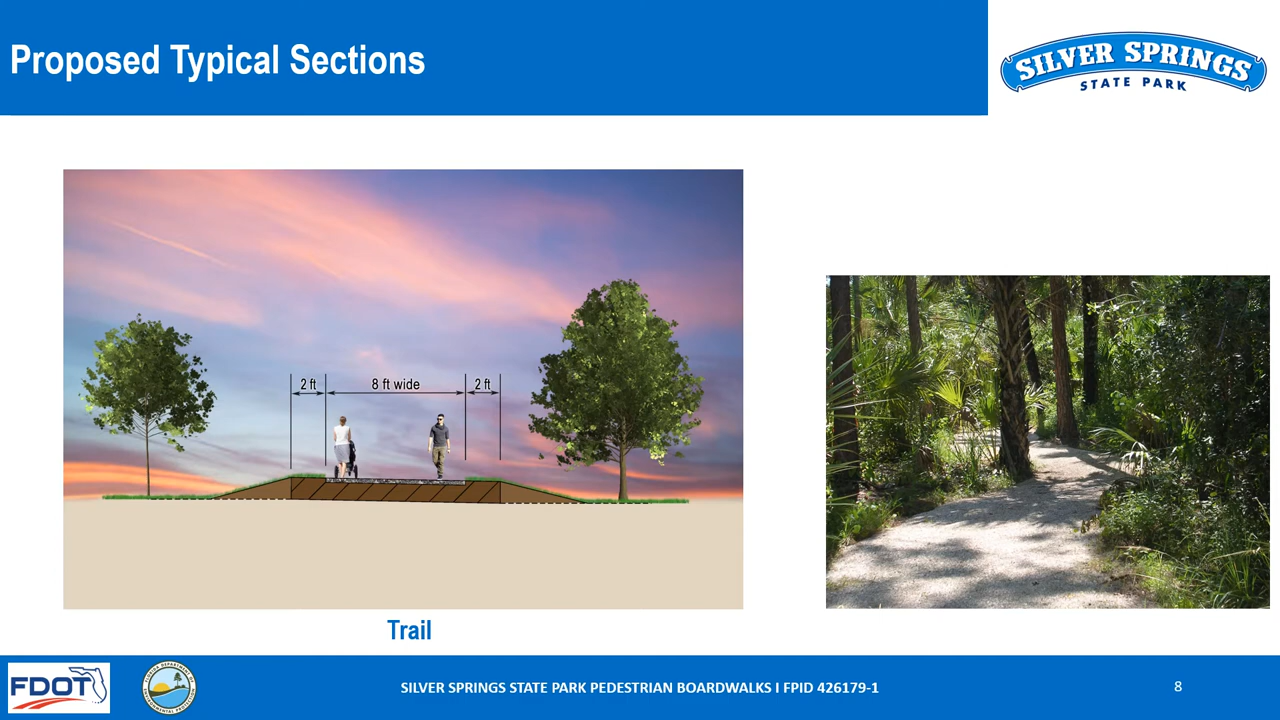 Proposed Typical Sections
SILVER SPRINGS
STATE PARK
2 ft
8 ft wide
2 ft
Trail
FDOT
SILVER SPRINGS STATE PARK PEDESTRIAN BOARDWALKS I FPID 426179-1
8